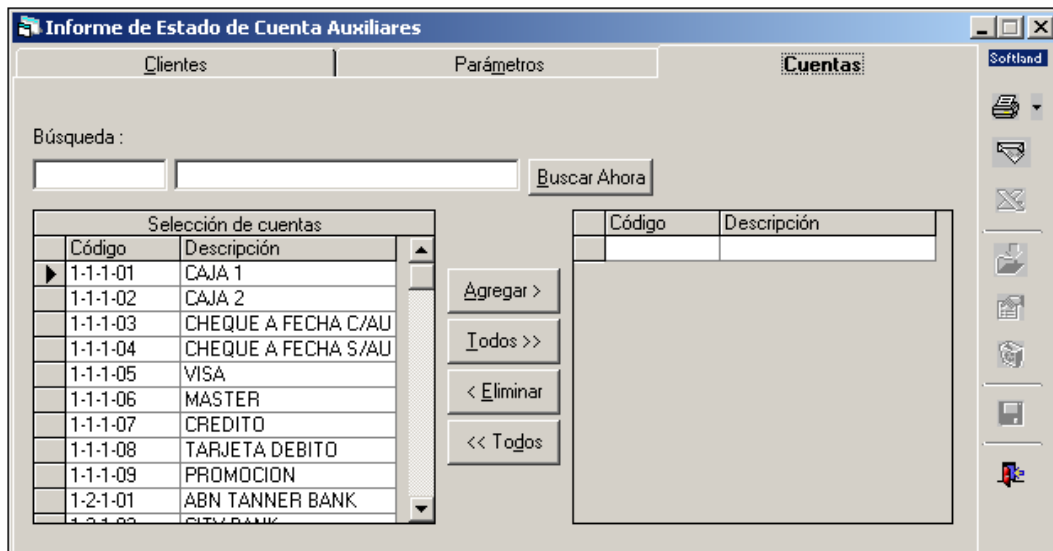 Informe de Estado de Cuenta Auxiliares
Clientes
Parámetros
Cuentas
Softland
Búsqueda :
Buscar Ahora
Selección de cuentas
Código Descripción
1-1-1-01 CAJA 1
1-1-1-02 CAJA 2
1-1-1-03 CHEQUE A FECHA C/AU
1-1-1-04 CHEQUE A FECHA S/AU
1-1-1-05 VISA
1-1-1-06 MASTER
1-1-1-07 CREDITO
1-1-1-08 TARJETA DEBITO
1-1-1-09 PROMOCION
1-2-1-01 ABN TANNER BANK
Agregar >
Todos >>
< Eliminar
<< Todos
Código Descripción